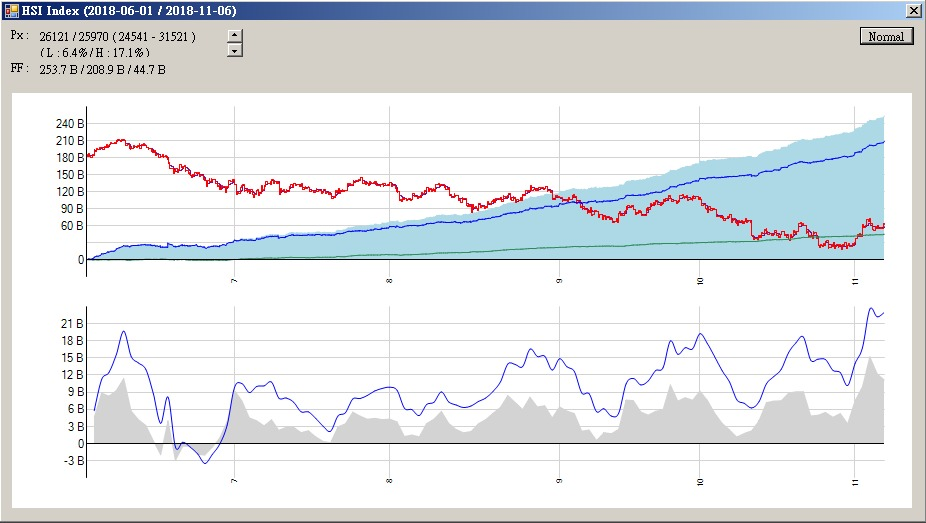 HSI Index (2018-06-01 / 2018-11-06)
Px : 26121 / 25970 ( 24541 - 31521 )
( L : 6.4% / H : 17.1% )
Normal
FF : 253.7 B / 208.9 B / 44.7 B
240 B
210 B
180 B
150 B
120 B
90 B
60 B
0
7
8
9
10
11
21 B
18 B
15 B
12 B
9 B
6 B
3 B
0
-3 B
7
8
9
10
11